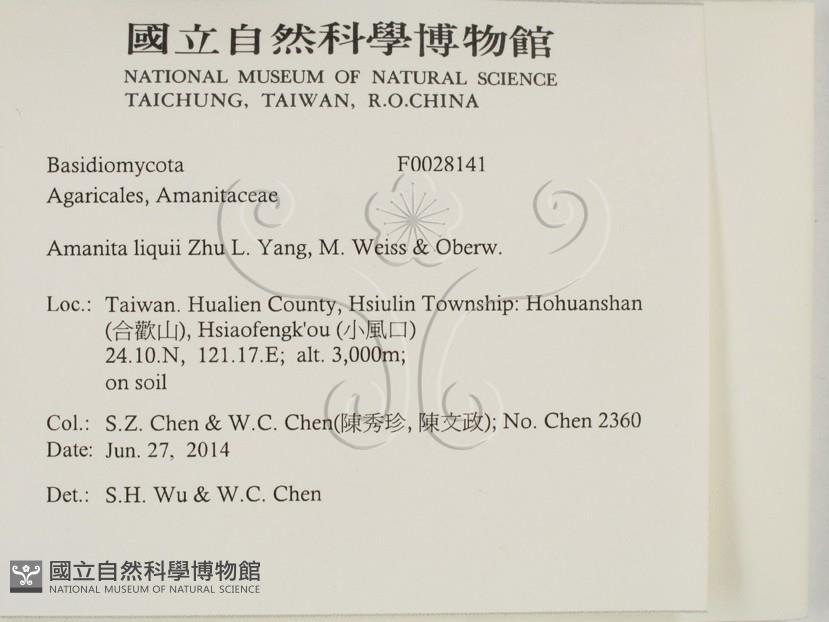 國立自然科學博物館
NATIONAL MUSEUM OF NATURAL SCIENCE
TAICHUNG, TAIWAN, R.O.CHINA
Basidiomycota F0028141
Agaricales, Amanitaceae
Amanita liquii Zhu L. Yang, M. Weiss & Oberw.
Loc.: Taiwan. Hualien County, Hsiulin Township: Hohuanshan
(合歡山), Hsiaofengk'ou (小風口)
24.10.N, 121.17.E; alt. 3,000m;
on soil
Col.: S.Z. Chen & W.C. Chen(陳秀珍, 陳文政); No. Chen 2360
Date: Jun. 27, 2014
Det.: S.H. Wu & W.C. Chen
國立自然科學博物館
NATIONAL MUSEUM OF NATURAL SCIENCE